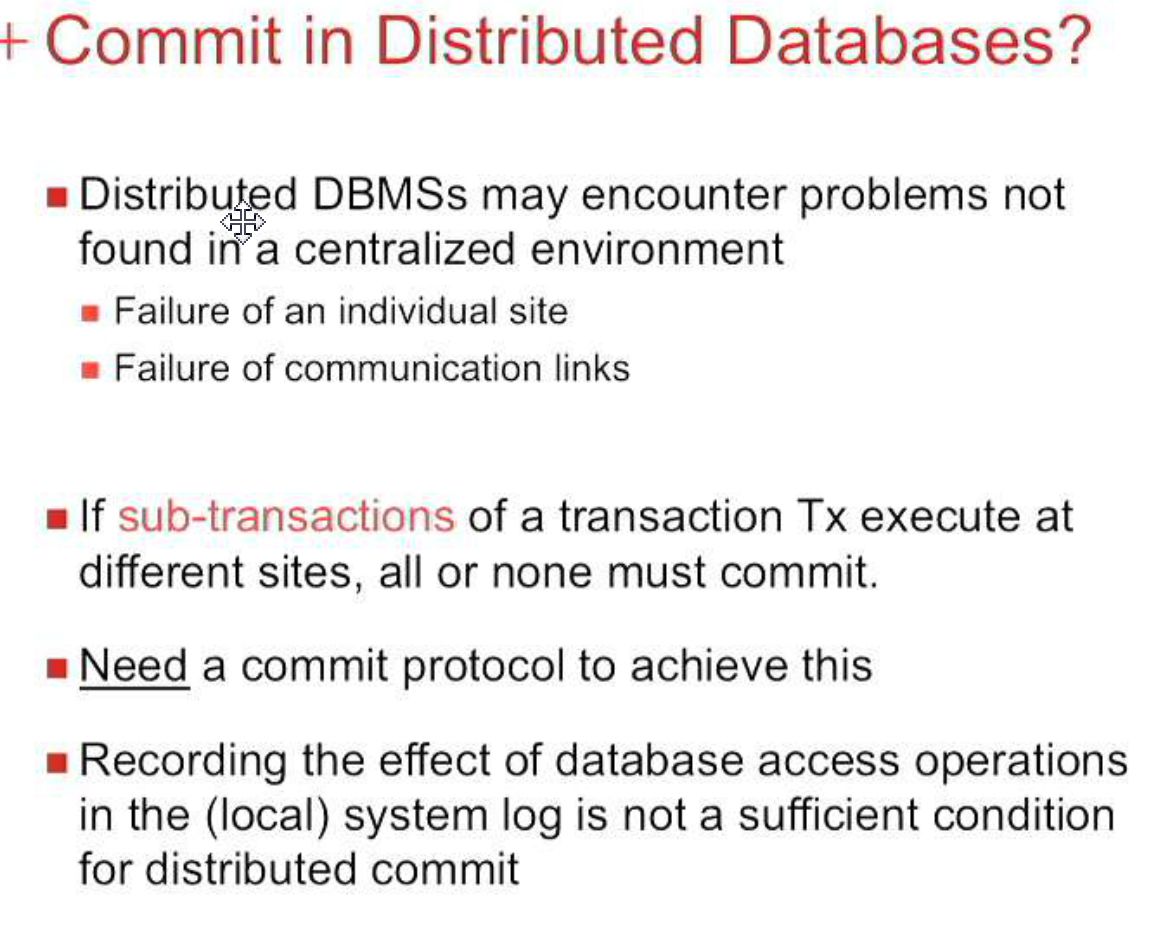 + Commit in Distributed Databases?
Distributed DBMSs may encounter problems not
found in a centralized environment
Failure of an individual site
Failure of communication links
If sub-transactions of a transaction Tx execute at
different sites, all or none must commit.
Need a commit protocol to achieve this
Recording the effect of database access operations
in the (local) system log is not a sufficient condition
for distributed commit